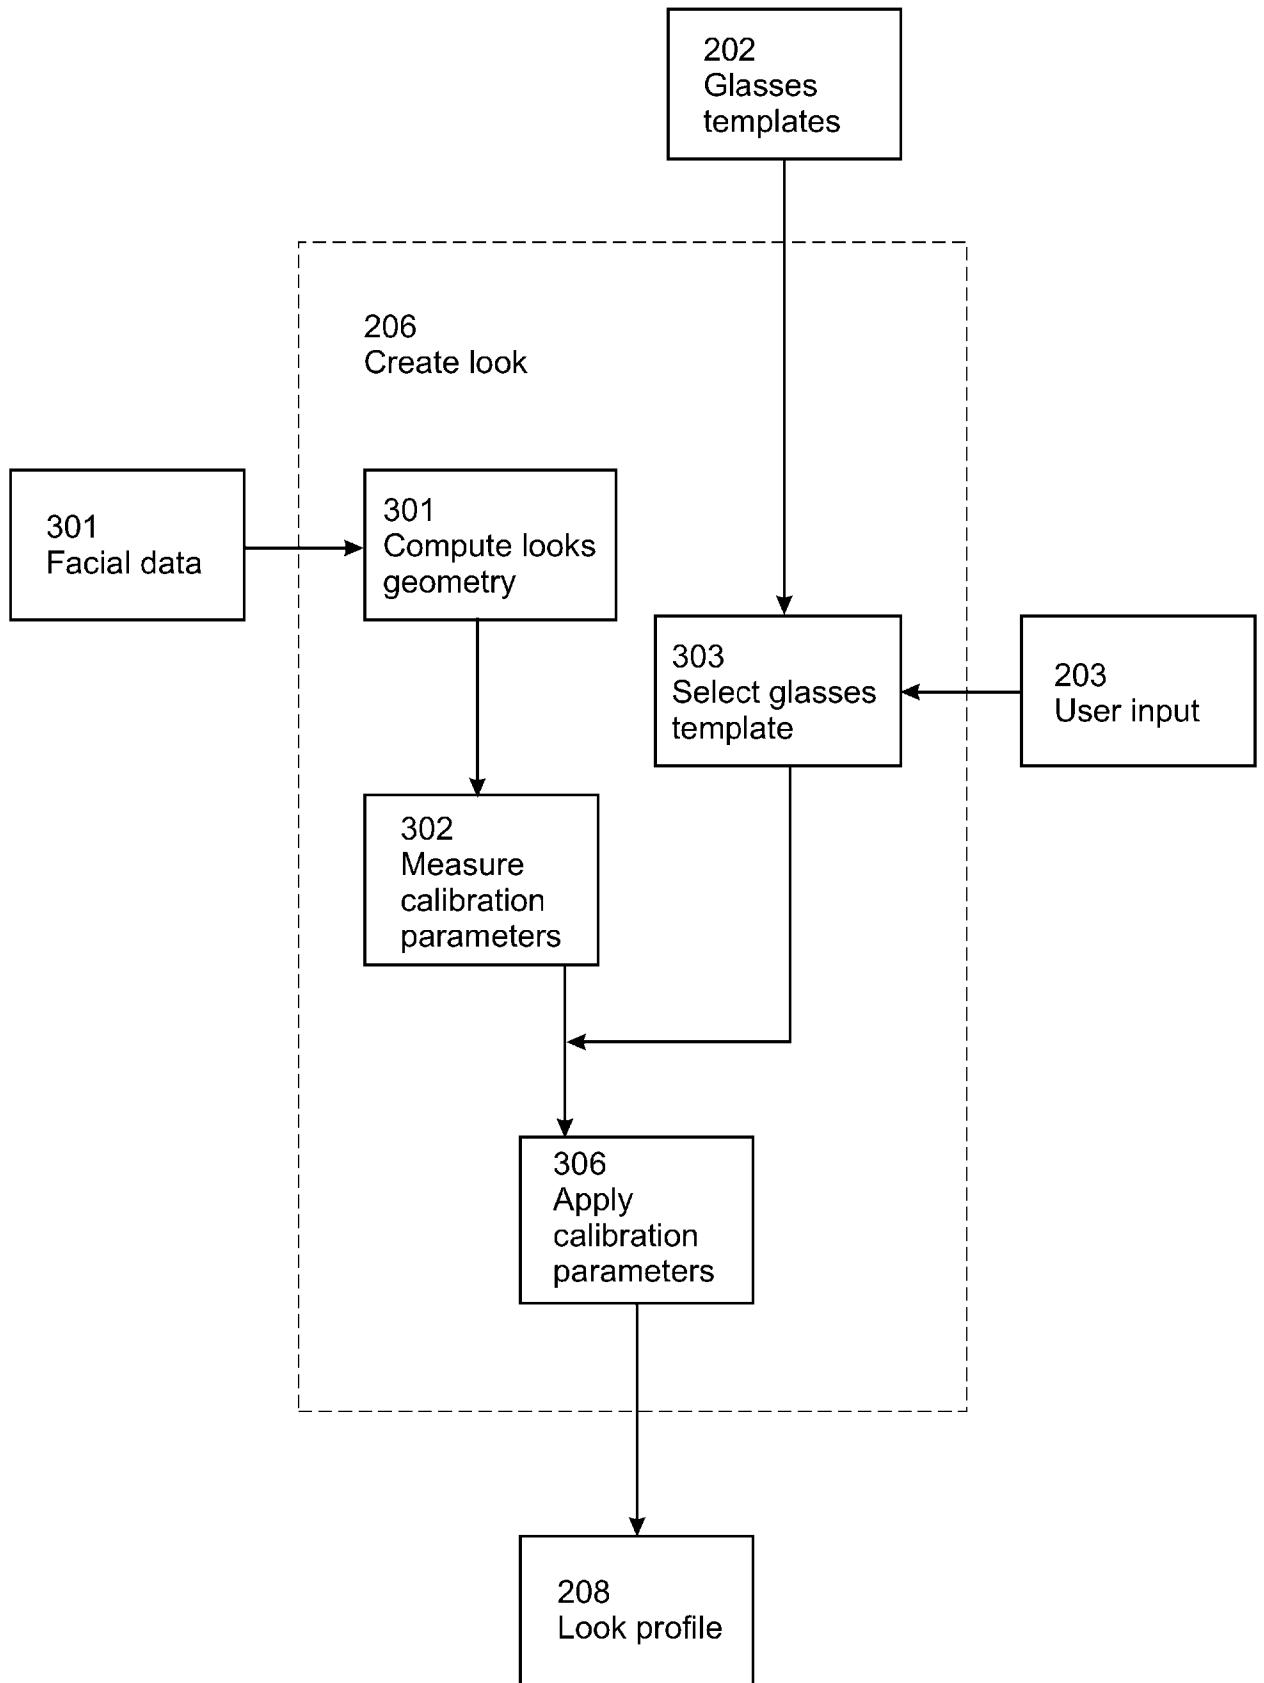 202
Glasses
templates
206
Create look
301
Facial data
301
Compute looks
geometry
303
Select glasses
template
203
User input
302
Measure
calibration
parameters
306
Apply
calibration
parameters
208
Look profile